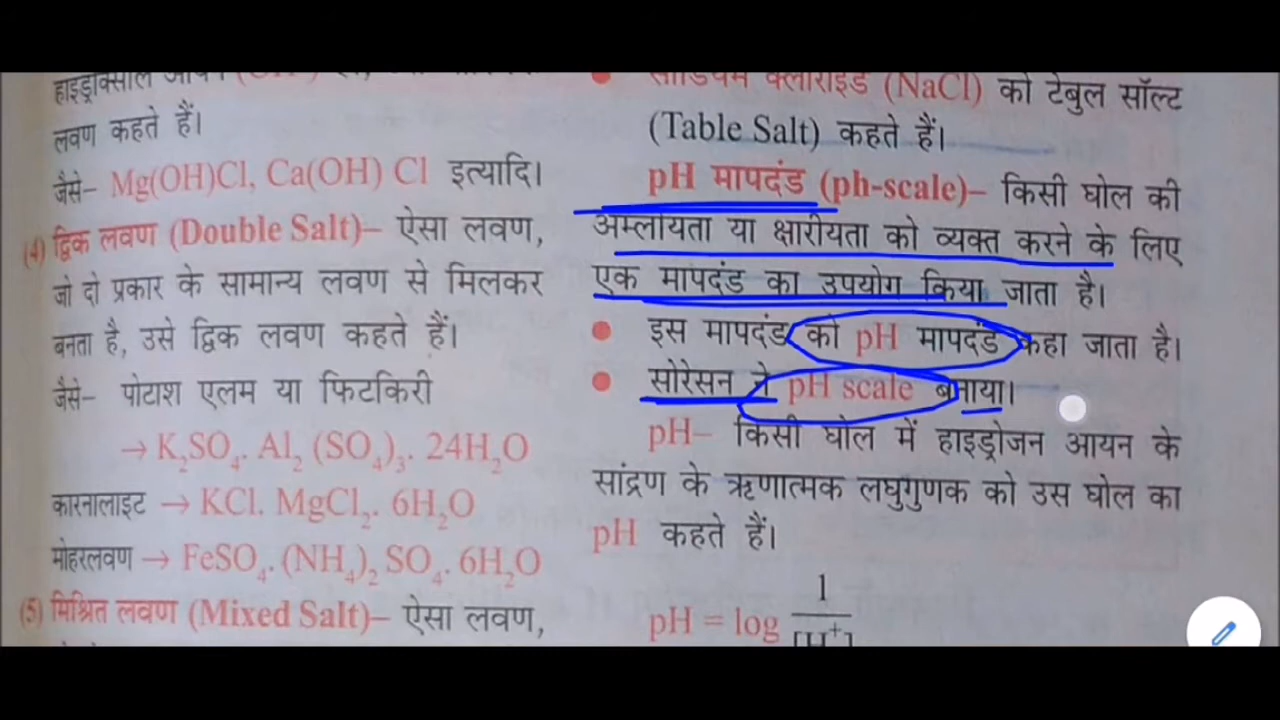 लवण कहते हैं।
जैसे– Mg(OH)Cl, Ca(OH) Cl इत्यादि।
(4) द्विक लवण (Double Salt)– ऐसा लवण,
जो दो प्रकार के सामान्य लवण से मिलकर
बनता है, उसे द्विक लवण कहते हैं।
जैसे– पोटाश एलम या फिटकिरी
→ K₂SO₄. Al₂ (SO₄)₃. 24H₂O
कारनालाइट → KCl. MgCl₂. 6H₂O
मोहरलवण → FeSO₄. (NH₄)₂ SO₄. 6H₂O
(5) मिश्रित लवण (Mixed Salt)– ऐसा लवण,
• सोडियम क्लोराइड (NaCl) को टेबुल सॉल्ट
(Table Salt) कहते हैं।
pH मापदंड (ph-scale)– किसी घोल की
अम्लीयता या क्षारीयता को व्यक्त करने के लिए
एक मापदंड का उपयोग किया जाता है।
• इस मापदंड को pH मापदंड कहा जाता है।
• सोरेसन ने pH scale बनाया।
pH– किसी घोल में हाइड्रोजन आयन के
सांद्रण के ऋणात्मक लघुगुणक को उस घोल का
pH कहते हैं।
pH = log 1/[H⁺]